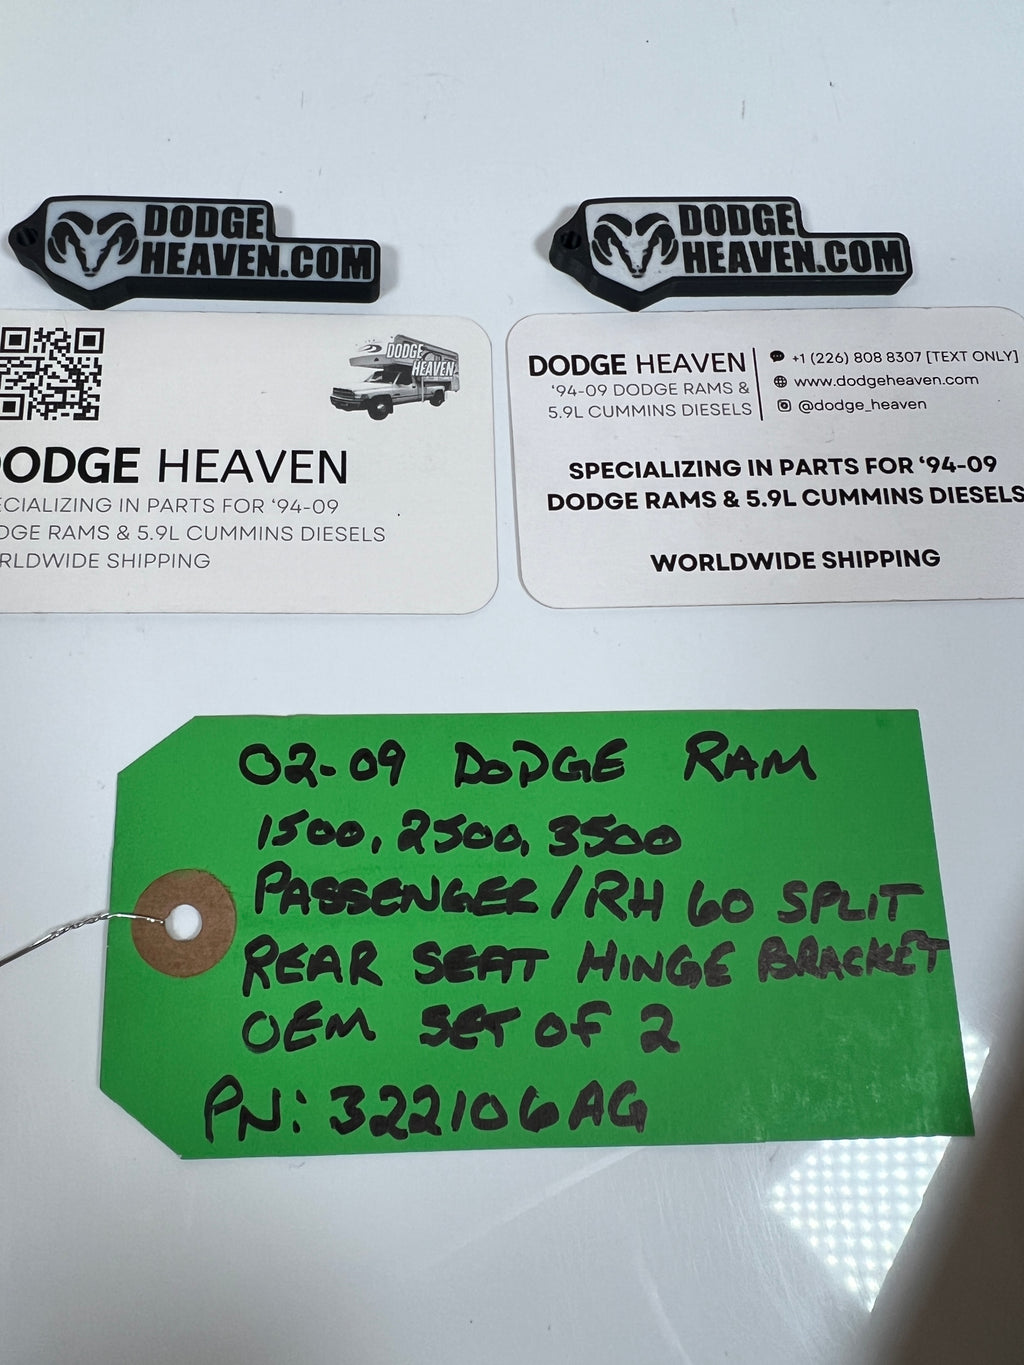 DODGE
HEAVEN.COM
DODGE
HEAVEN.COM
DODGE
HEAVEN
ODGE HEAVEN
ECIALIZING IN PARTS FOR ‘94-09
DGE RAMS & 5.9L CUMMINS DIESELS
RLDWIDE SHIPPING
DODGE HEAVEN
‘94-09 DODGE RAMS &
5.9L CUMMINS DIESELS
+1 (226) 808 8307 [TEXT ONLY]
www.dodgeheaven.com
@dodge_heaven
SPECIALIZING IN PARTS FOR ‘94-09
DODGE RAMS & 5.9L CUMMINS DIESELS
WORLDWIDE SHIPPING
02-09 DODGE RAM
1500, 2500, 3500
PASSENGER/RH 60 SPLIT
REAR SEAT HINGE BRACKET
OEM SET OF 2
PN: 322106AG